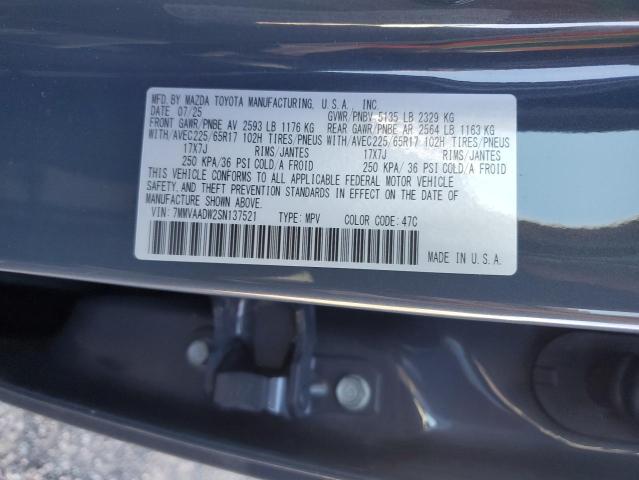 MFD. BY MAZDA TOYOTA MANUFACTURING, U.S.A., INC.
DATE 07/25 GVWR/PNBV 5135 LB 2329 KG
FRONT GAWR/PNBE AV 2593 LB 1176 KG REAR GAWR/PNBE AR 2564 LB 1163 KG
WITH/AVEC225/65R17 102H TIRES/PNEUS WITH/AVEC225/65R17 102H TIRES/PNEUS
17X7J RIMS/JANTES 17X7J RIMS/JANTES
250 KPA/36 PSI COLD/A FROID 250 KPA/ 36 PSI COLD/A FROID
THIS VEHICLE CONFORMS TO ALL APPLICABLE FEDERAL MOTOR VEHICLE
SAFETY AND THEFT PREVENTION STANDARDS IN EFFECT ON THE DATE OF
MANUFACTURE SHOWN ABOVE.
VIN: 7MMVAADW2SN137521 TYPE: MPV COLOR CODE: 47C
MADE IN U.S.A.